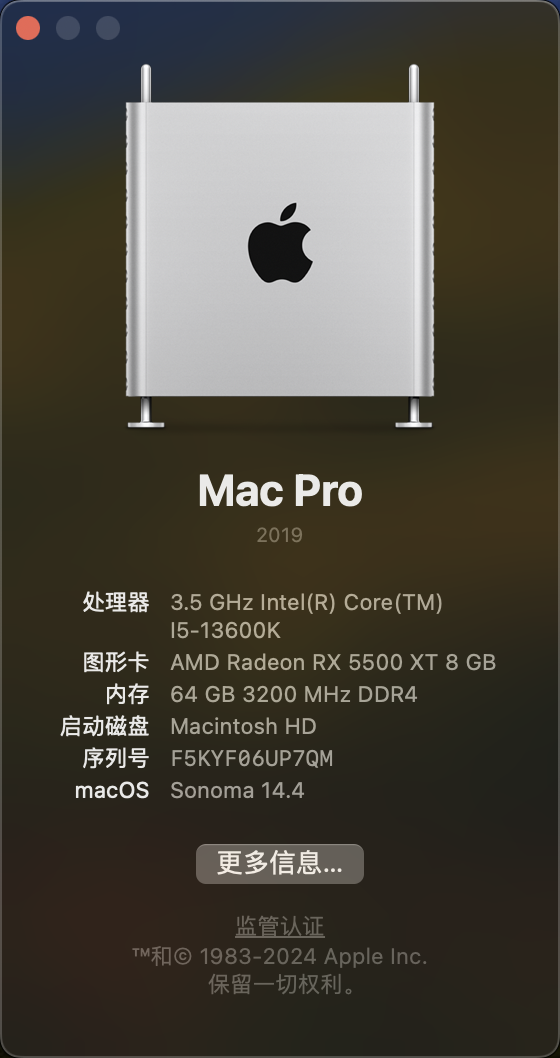 Mac Pro
2019
处理器 3.5 GHz Intel(R) Core(TM)
I5-13600K
图形卡 AMD Radeon RX 5500 XT 8 GB
内存 64 GB 3200 MHz DDR4
启动磁盘 Macintosh HD
序列号 F5KYF06UP7QM
macOS Sonoma 14.4
更多信息...
监管认证
™和© 1983-2024 Apple Inc.
保留一切权利。